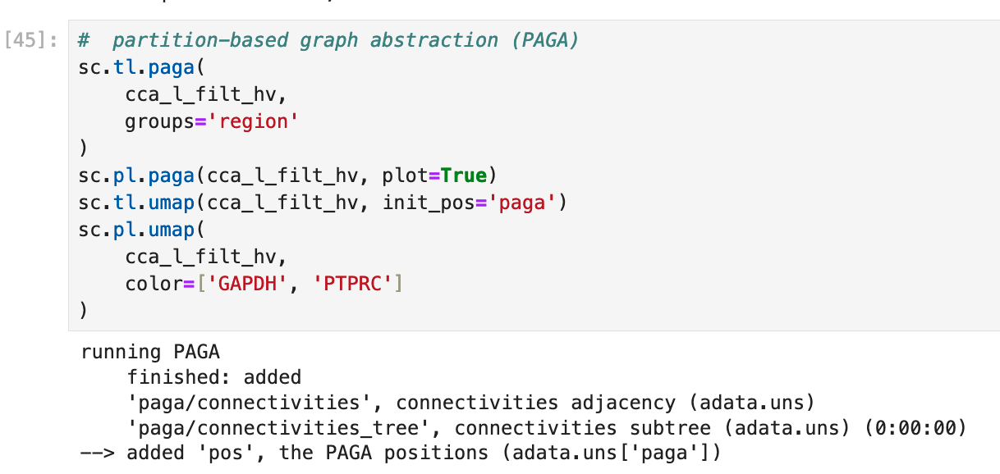 [45]: # partition-based graph abstraction (PAGA)
sc.tl.paga(
    cca_l_filt_hv,
    groups='region'
)
sc.pl.paga(cca_l_filt_hv, plot=True)
sc.tl.umap(cca_l_filt_hv, init_pos='paga')
sc.pl.umap(
    cca_l_filt_hv,
    color=['GAPDH', 'PTPRC']
)
running PAGA
    finished: added
    'paga/connectivities', connectivities adjacency (adata.uns)
    'paga/connectivities_tree', connectivities subtree (adata.uns) (0:00:00)
--> added 'pos', the PAGA positions (adata.uns['paga'])